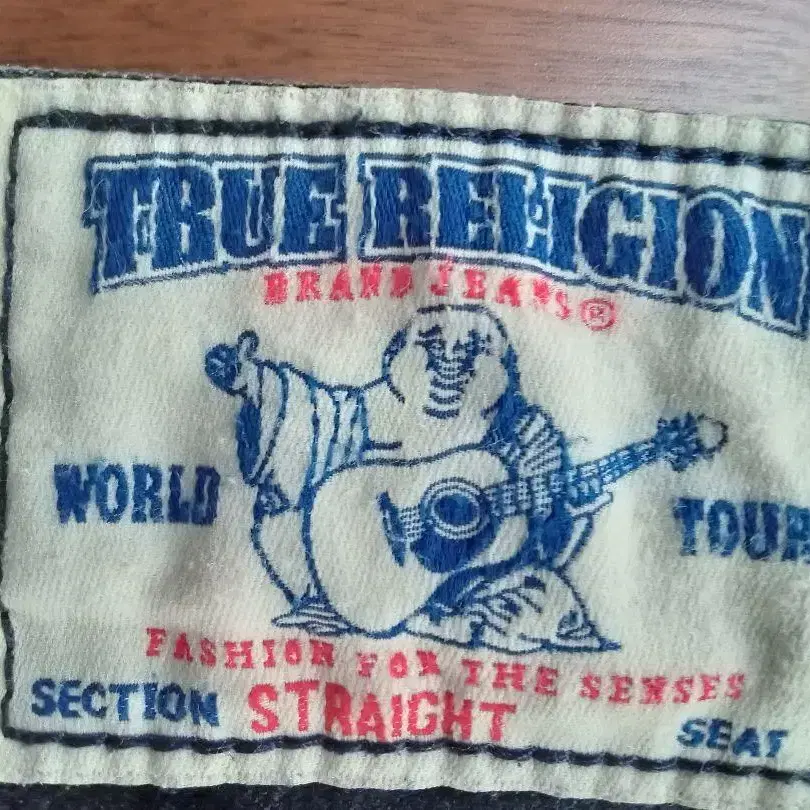 TRUE RELIGION
BRAND JEANS®
WORLD TOUR
FASHION FOR THE SENSES
SECTION STRAIGHT SEAT